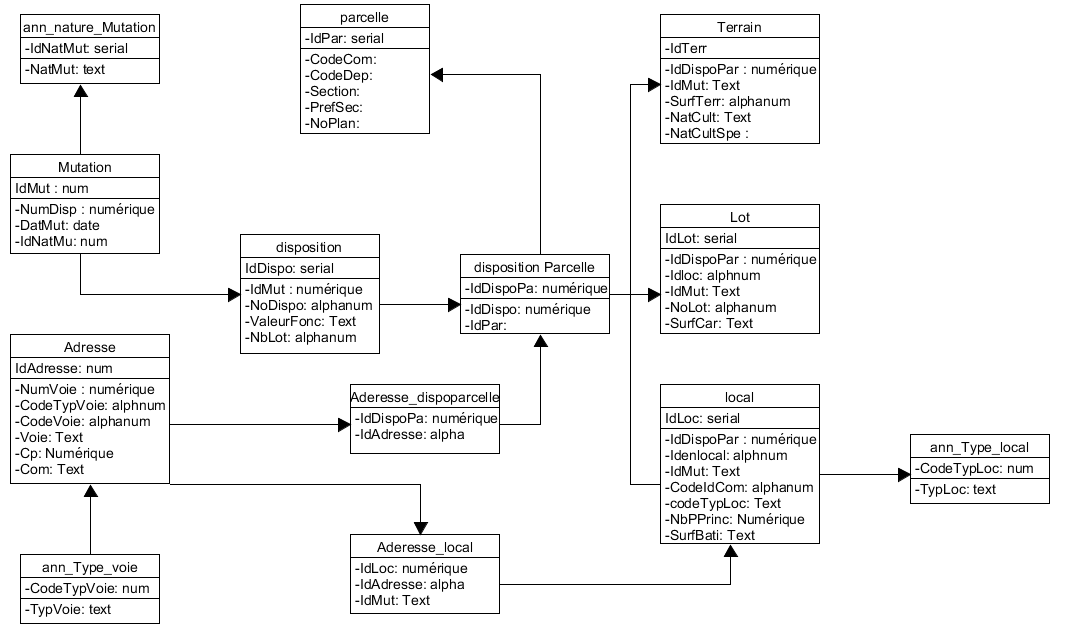 ann_nature_Mutation
-IdNatMut: serial
-NatMut: text
parcelle
-IdPar: serial
-CodeCom:
-CodeDep:
-Section:
-PrefSec:
-NoPlan:
Terrain
-IdTerr
-IdDispoPar : numérique
-IdMut: Text
-SurfTerr: alphanum
-NatCult: Text
-NatCultSpe :
Mutation
IdMut : num
-NumDisp : numérique
-DatMut: date
-IdNatMu: num
disposition
IdDispo: serial
-IdMut : numérique
-NoDispo: alphanum
-ValeurFonc: Text
-NbLot: alphanum
disposition Parcelle
-IdDispoPa: numérique
-IdDispo: numérique
-IdPar:
Lot
IdLot: serial
-IdDispoPar : numérique
-Idloc: alphnum
-IdMut: Text
-NoLot: alphanum
-SurfCar: Text
Adresse
IdAdresse: num
-NumVoie : numérique
-CodeTypVoie: alphnum
-CodeVoie: alphanum
-Voie: Text
-Cp: Numérique
-Com: Text
Aderesse_dispoparcelle
-IdDispoPa: numérique
-IdAdresse: alpha
local
IdLoc: serial
-IdDispoPar : numérique
-Idenlocal: alphnum
-IdMut: Text
-CodeIdCom: alphanum
-codeTypLoc: Text
-NbPPrinc: Numérique
-SurfBati: Text
ann_Type_local
-CodeTypLoc: num
-TypLoc: text
ann_Type_voie
-CodeTypVoie: num
-TypVoie: text
Aderesse_local
-IdLoc: numérique
-IdAdresse: alpha
-IdMut: Text